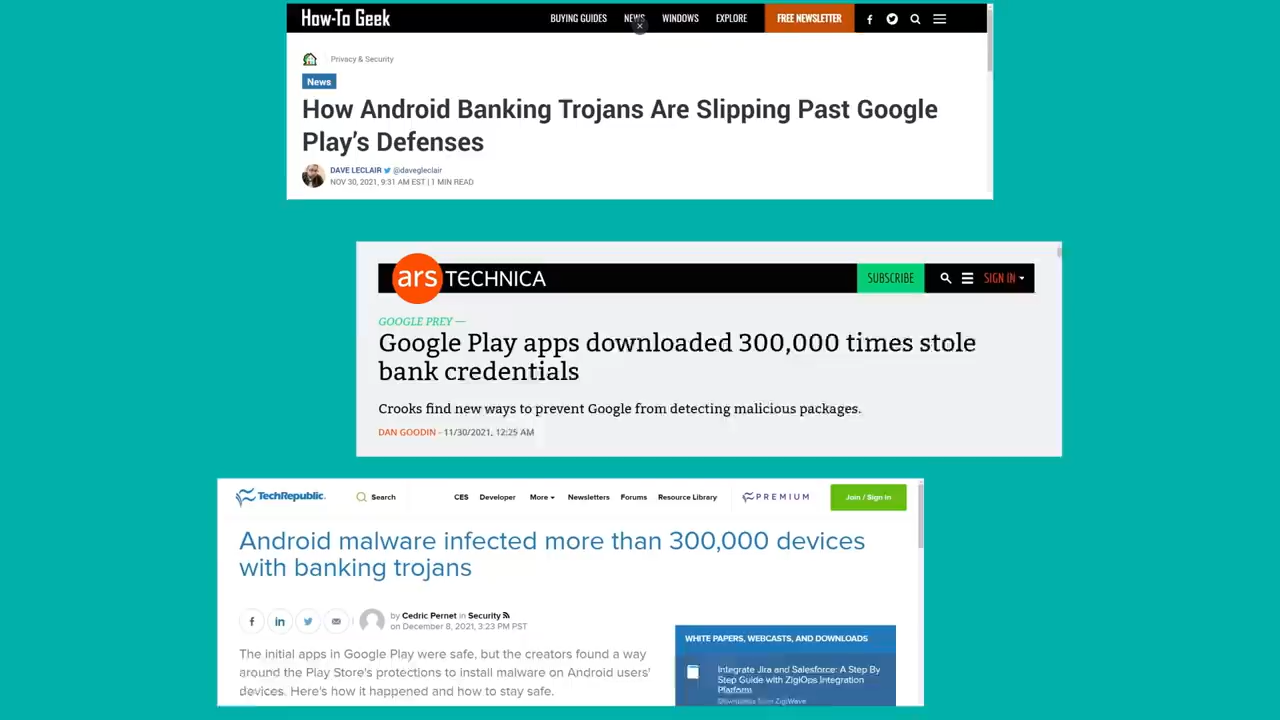 How-To Geek
BUYING GUIDES NEWS WINDOWS EXPLORE FREE NEWSLETTER
Privacy & Security
News
How Android Banking Trojans Are Slipping Past Google
Play's Defenses
DAVE LECLAIR @davegleclair
NOV 30, 2021, 9:31 AM EST | 1 MIN READ
ars TECHNICA
SUBSCRIBE SIGN IN
GOOGLE PREY —
Google Play apps downloaded 300,000 times stole
bank credentials
Crooks find new ways to prevent Google from detecting malicious packages.
DAN GOODIN - 11/30/2021, 12:25 AM
TechRepublic. Search CES Developer More Newsletters Forums Resource Library PREMIUM Join / Sign In
Android malware infected more than 300,000 devices
with banking trojans
by Cedric Pernet in Security
on December 8, 2021, 3:23 PM PST
The initial apps in Google Play were safe, but the creators found a way
around the Play Store's protections to install malware on Android users'
devices. Here's how it happened and how to stay safe.
WHITE PAPERS, WEBCASTS, AND DOWNLOADS
Integrate Jira and Salesforce: A Step By
Step Guide with ZigiOps Integration
Platform
Downloads from ZigiWave